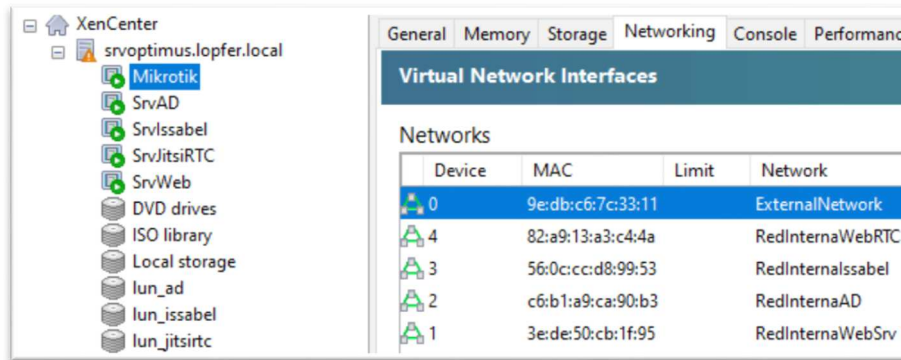 XenCenter
srvoptimus.lopfer.local
Mikrotik
SrvAD
SrvIssabel
SrvJitsiRTC
SrvWeb
DVD drives
ISO library
Local storage
lun_ad
lun_issabel
lun_jitsirtc
General Memory Storage Networking Console Performanc
Virtual Network Interfaces
Networks
Device MAC Limit Network
0 9e:db:c6:7c:33:11 ExternalNetwork
4 82:a9:13:a3:c4:4a RedInternaWebRTC
3 56:0c:cc:d8:99:53 RedInternaIssabel
2 c6:b1:a9:ca:90:b3 RedInternaAD
1 3e:de:50:cb:1f:95 RedInternaWebSrv